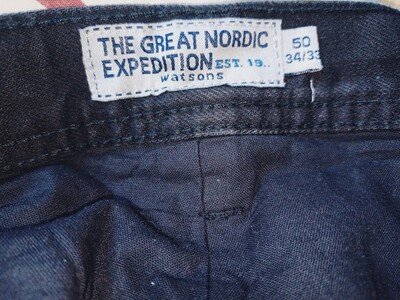 THE GREAT NORDIC
EXPEDITION EST. 19..
watsons
50
34/33